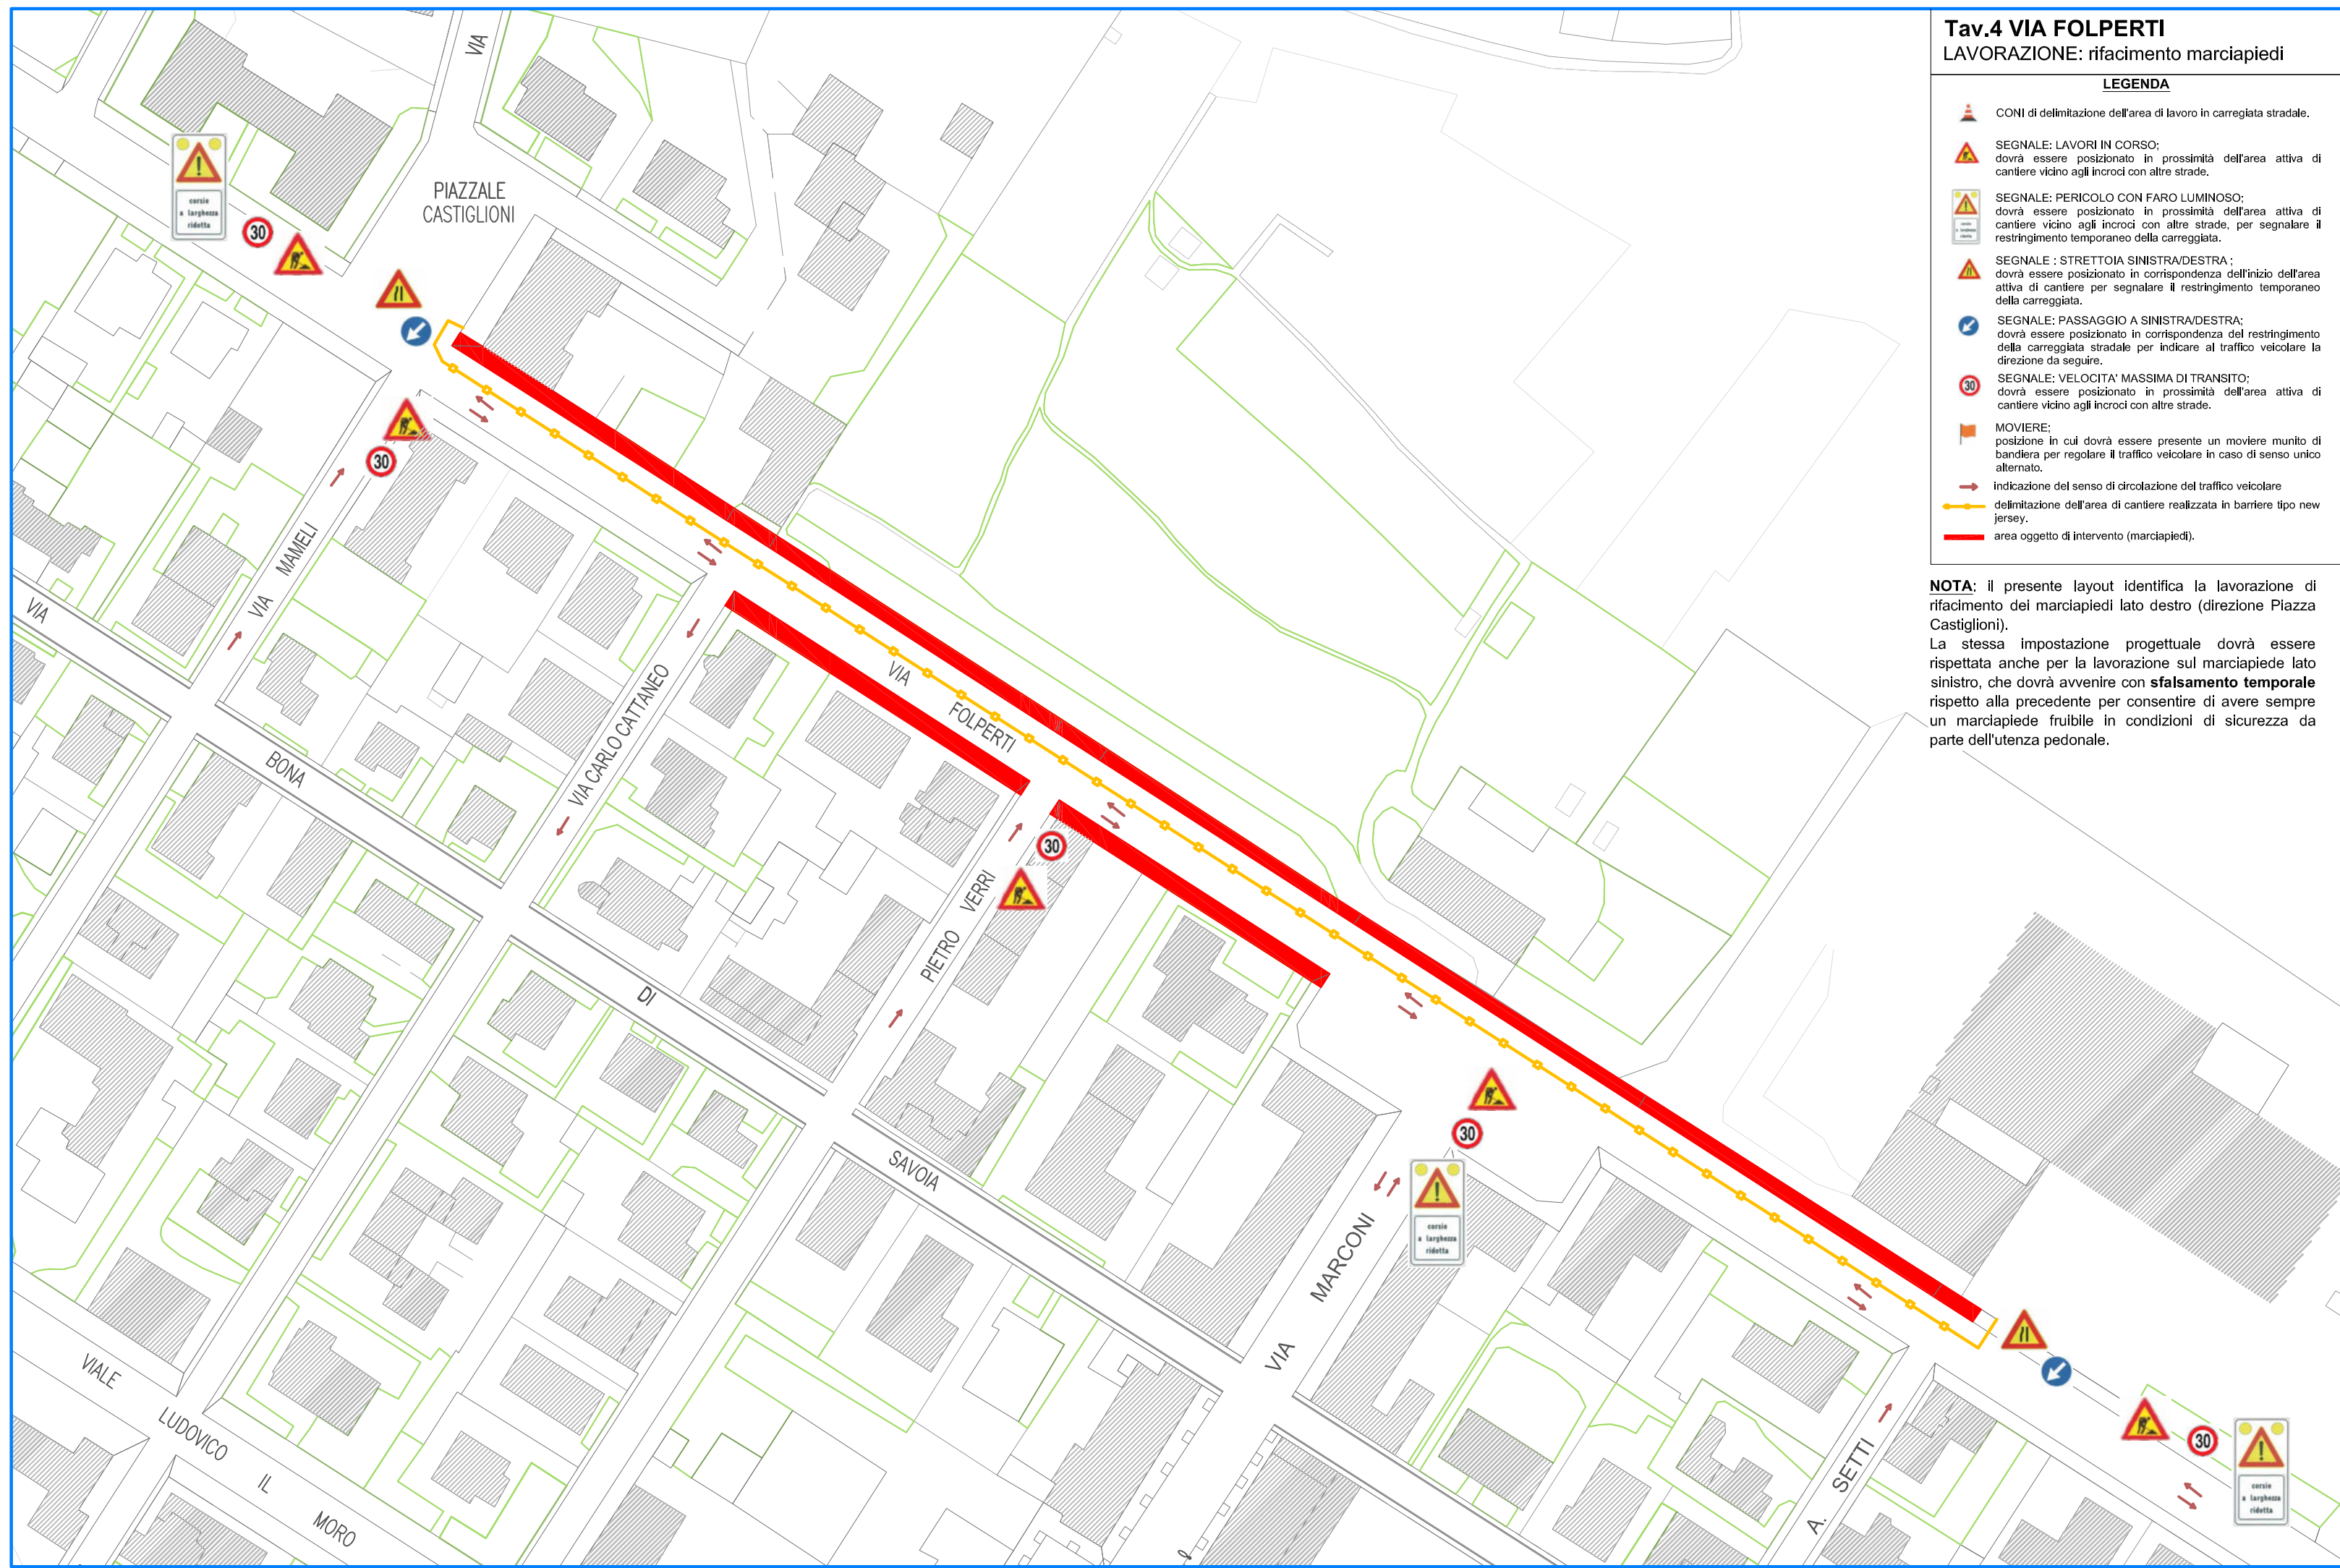 Tav.4 VIA FOLPERTI
LAVORAZIONE: rifacimento marciapiedi
LEGENDA
CONI di delimitazione dell'area di lavoro in carregiata stradale.
SEGNALE: LAVORI IN CORSO;
dovrà essere posizionato in prossimità dell'area attiva di
cantiere vicino agli incroci con altre strade.
SEGNALE: PERICOLO CON FARO LUMINOSO;
dovrà essere posizionato in prossimità dell'area attiva di
cantiere vicino agli incroci con altre strade, per segnalare il
restringimento temporaneo della carreggiata.
corsie
a larghezza
ridotta
SEGNALE : STRETTOIA SINISTRA/DESTRA ;
dovrà essere posizionato in corrispondenza dell'inizio dell'area
attiva di cantiere per segnalare il restringimento temporaneo
della carreggiata.
SEGNALE: PASSAGGIO A SINISTRA/DESTRA;
dovrà essere posizionato in corrispondenza del restringimento
della carreggiata stradale per indicare al traffico veicolare la
direzione da seguire.
30
SEGNALE: VELOCITA' MASSIMA DI TRANSITO;
dovrà essere posizionato in prossimità dell'area attiva di
cantiere vicino agli incroci con altre strade.
MOVIERE;
posizione in cui dovrà essere presente un moviere munito di
bandiera per regolare il traffico veicolare in caso di senso unico
alternato.
indicazione del senso di circolazione del traffico veicolare
delimitazione dell'area di cantiere realizzata in barriere tipo new
jersey.
area oggetto di intervento (marciapiedi).
NOTA: il presente layout identifica la lavorazione di
rifacimento dei marciapiedi lato destro (direzione Piazza
Castiglioni).
La stessa impostazione progettuale dovrà essere
rispettata anche per la lavorazione sul marciapiede lato
sinistro, che dovrà avvenire con sfalsamento temporale
rispetto alla precedente per consentire di avere sempre
un marciapiede fruibile in condizioni di sicurezza da
parte dell'utenza pedonale.
VIA
PIAZZALE
CASTIGLIONI
corsie
a larghezza
ridotta
30
30
VIA MAMELI
VIA
BONA
DI
SAVOIA
VIA CARLO CATTANEO
VIA
FOLPERTI
30
PIETRO VERRI
30
corsie
a larghezza
ridotta
VIA MARCONI
VIALE
LUDOVICO
IL
MORO
A. SETTI
30
corsie
a larghezza
ridotta